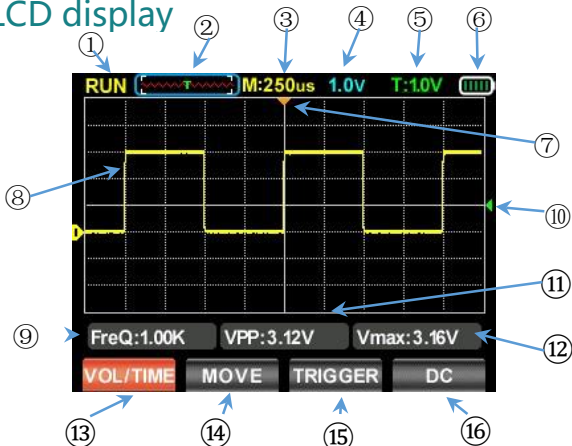 LCD display
① ② ③ ④ ⑤ ⑥
RUN T M:250us 1.0V T:1.0V
⑦
⑧
⑩
1
⑪
⑨ FreQ:1.00K VPP:3.12V Vmax:3.16V ⑫
VOL/TIME MOVE TRIGGER DC
⑬ ⑭ ⑮ ⑯